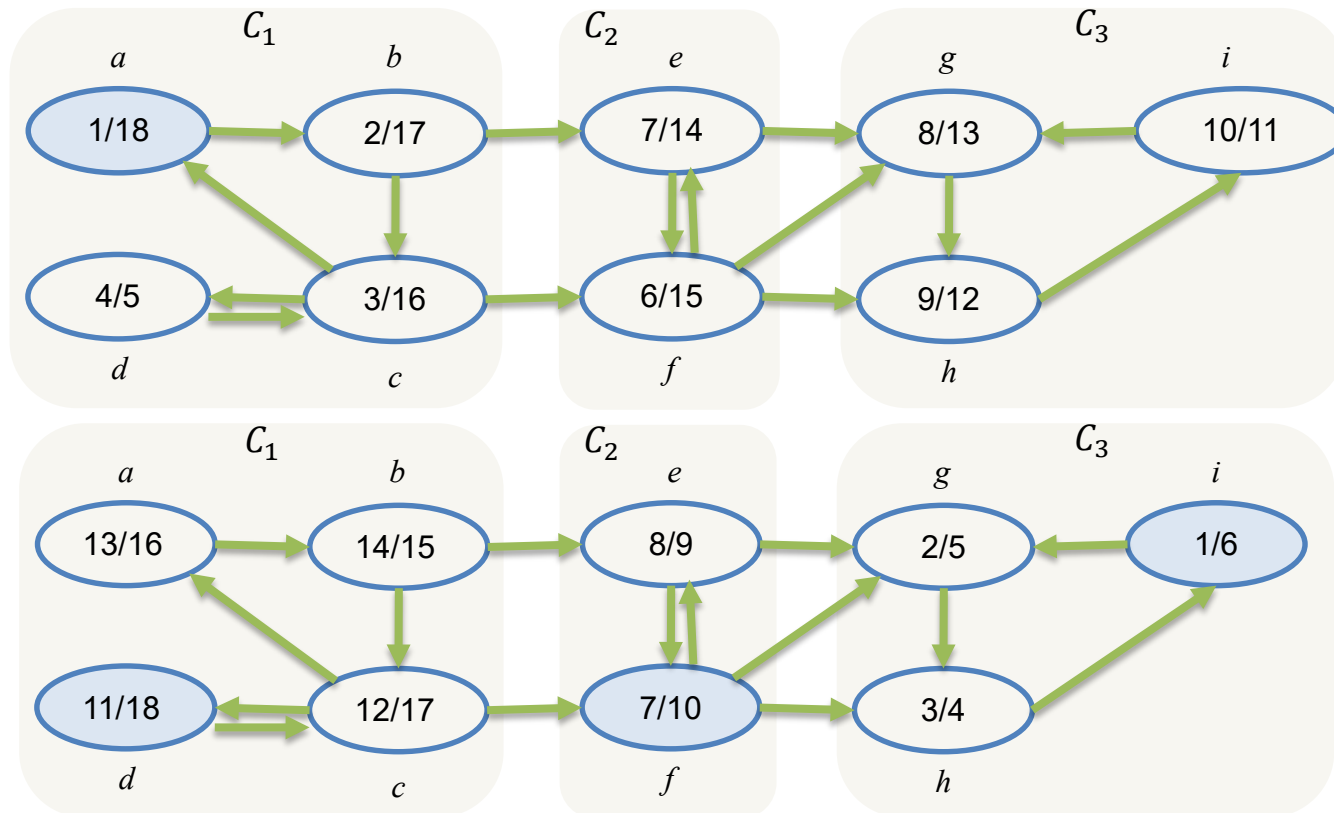 C₁ C₂ C₃
a b e g i
1/18 2/17 7/14 8/13 10/11
4/5 3/16 6/15 9/12
d c f h
C₁ C₂ C₃
a b e g i
13/16 14/15 8/9 2/5 1/6
11/18 12/17 7/10 3/4
d c f h